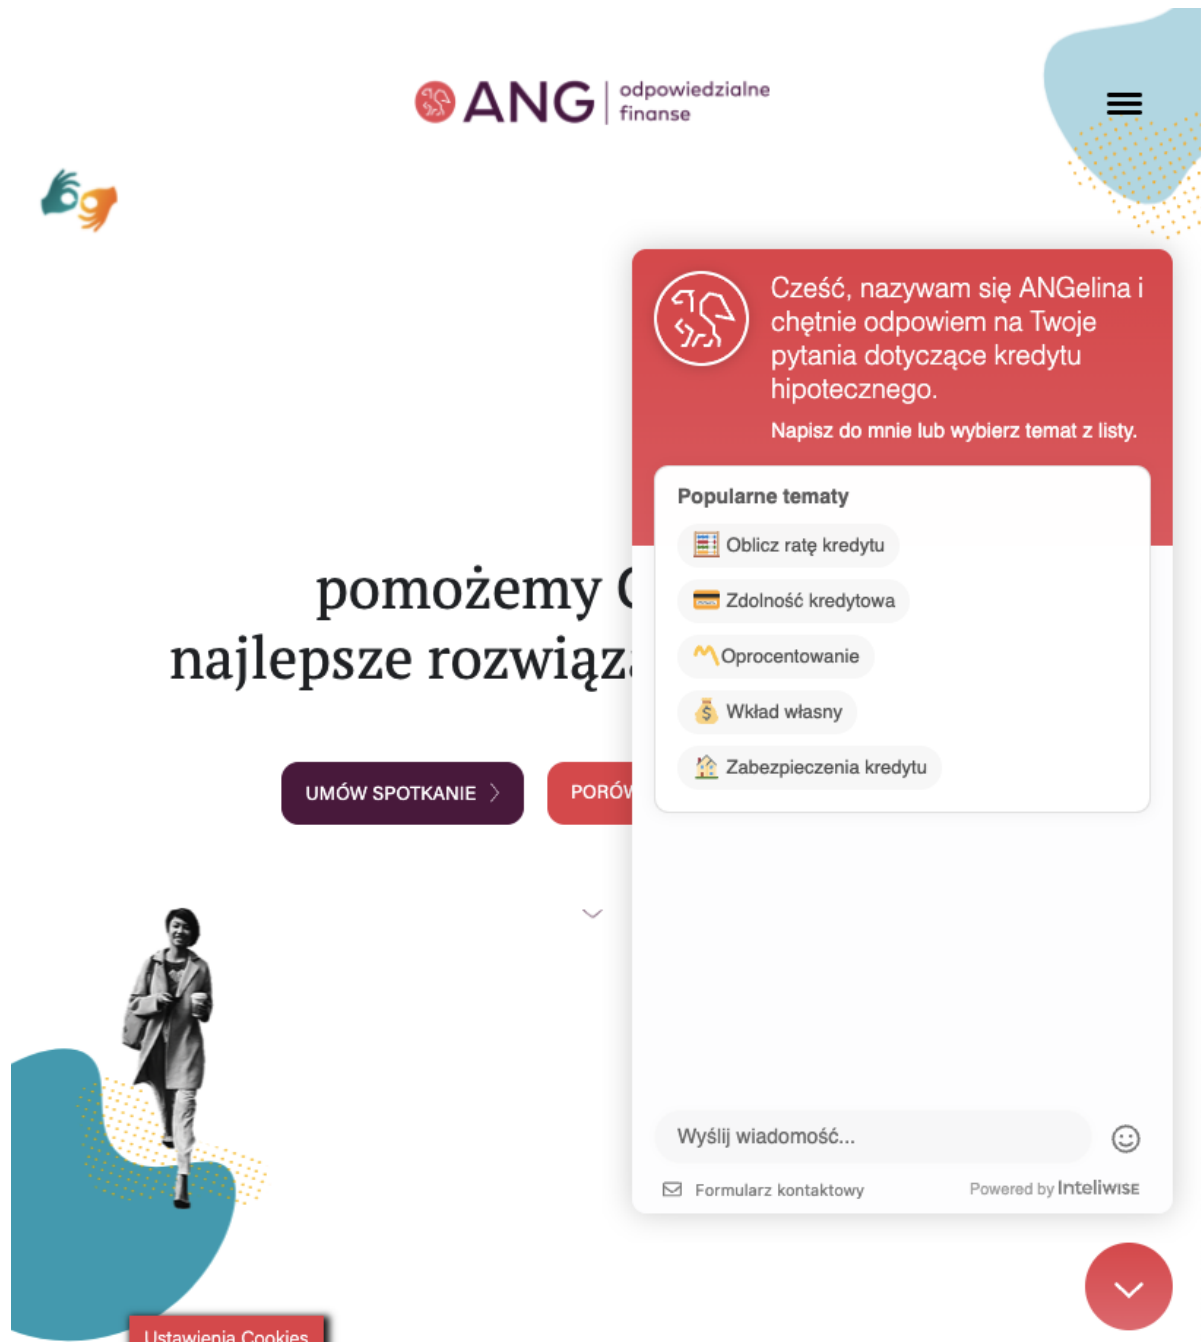 ANG
odpowiedzialne
finanse
Cześć, nazywam się ANGelina i
chętnie odpowiem na Twoje
pytania dotyczące kredytu
hipotecznego.
Napisz do mnie lub wybierz temat z listy.
Popularne tematy
Oblicz ratę kredytu
Zdolność kredytowa
Oprocentowanie
Wkład własny
Zabezpieczenia kredytu
pomożemy
najlepsze
UMÓW SPOTKANIE
Wyślij wiadomość...
Formularz kontaktowy
Powered by InteliWISE
Ustawienia Cookies